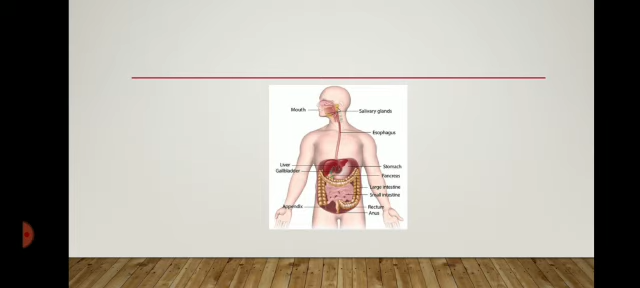 Mouth
Salivary glands
Esophagus
Liver
Gallbladder
Stomach
Pancreas
Large intestine
Small intestine
Appendix
Rectum
Anus